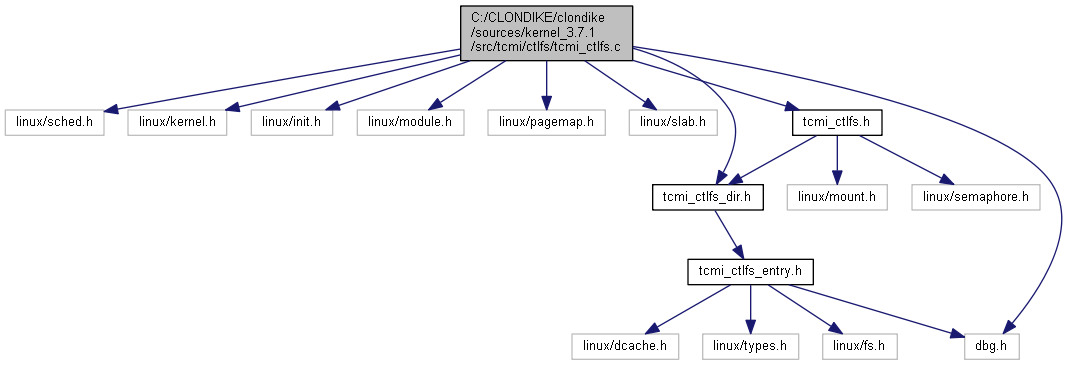 C:/CLONDIKE/clondike
/sources/kernel_3.7.1
/src/tcmi/ctlfs/tcmi_ctlfs.c
linux/sched.h
linux/kernel.h
linux/init.h
linux/module.h
linux/pagemap.h
linux/slab.h
tcmi_ctlfs.h
tcmi_ctlfs_dir.h
linux/mount.h
linux/semaphore.h
tcmi_ctlfs_entry.h
linux/dcache.h
linux/types.h
linux/fs.h
dbg.h